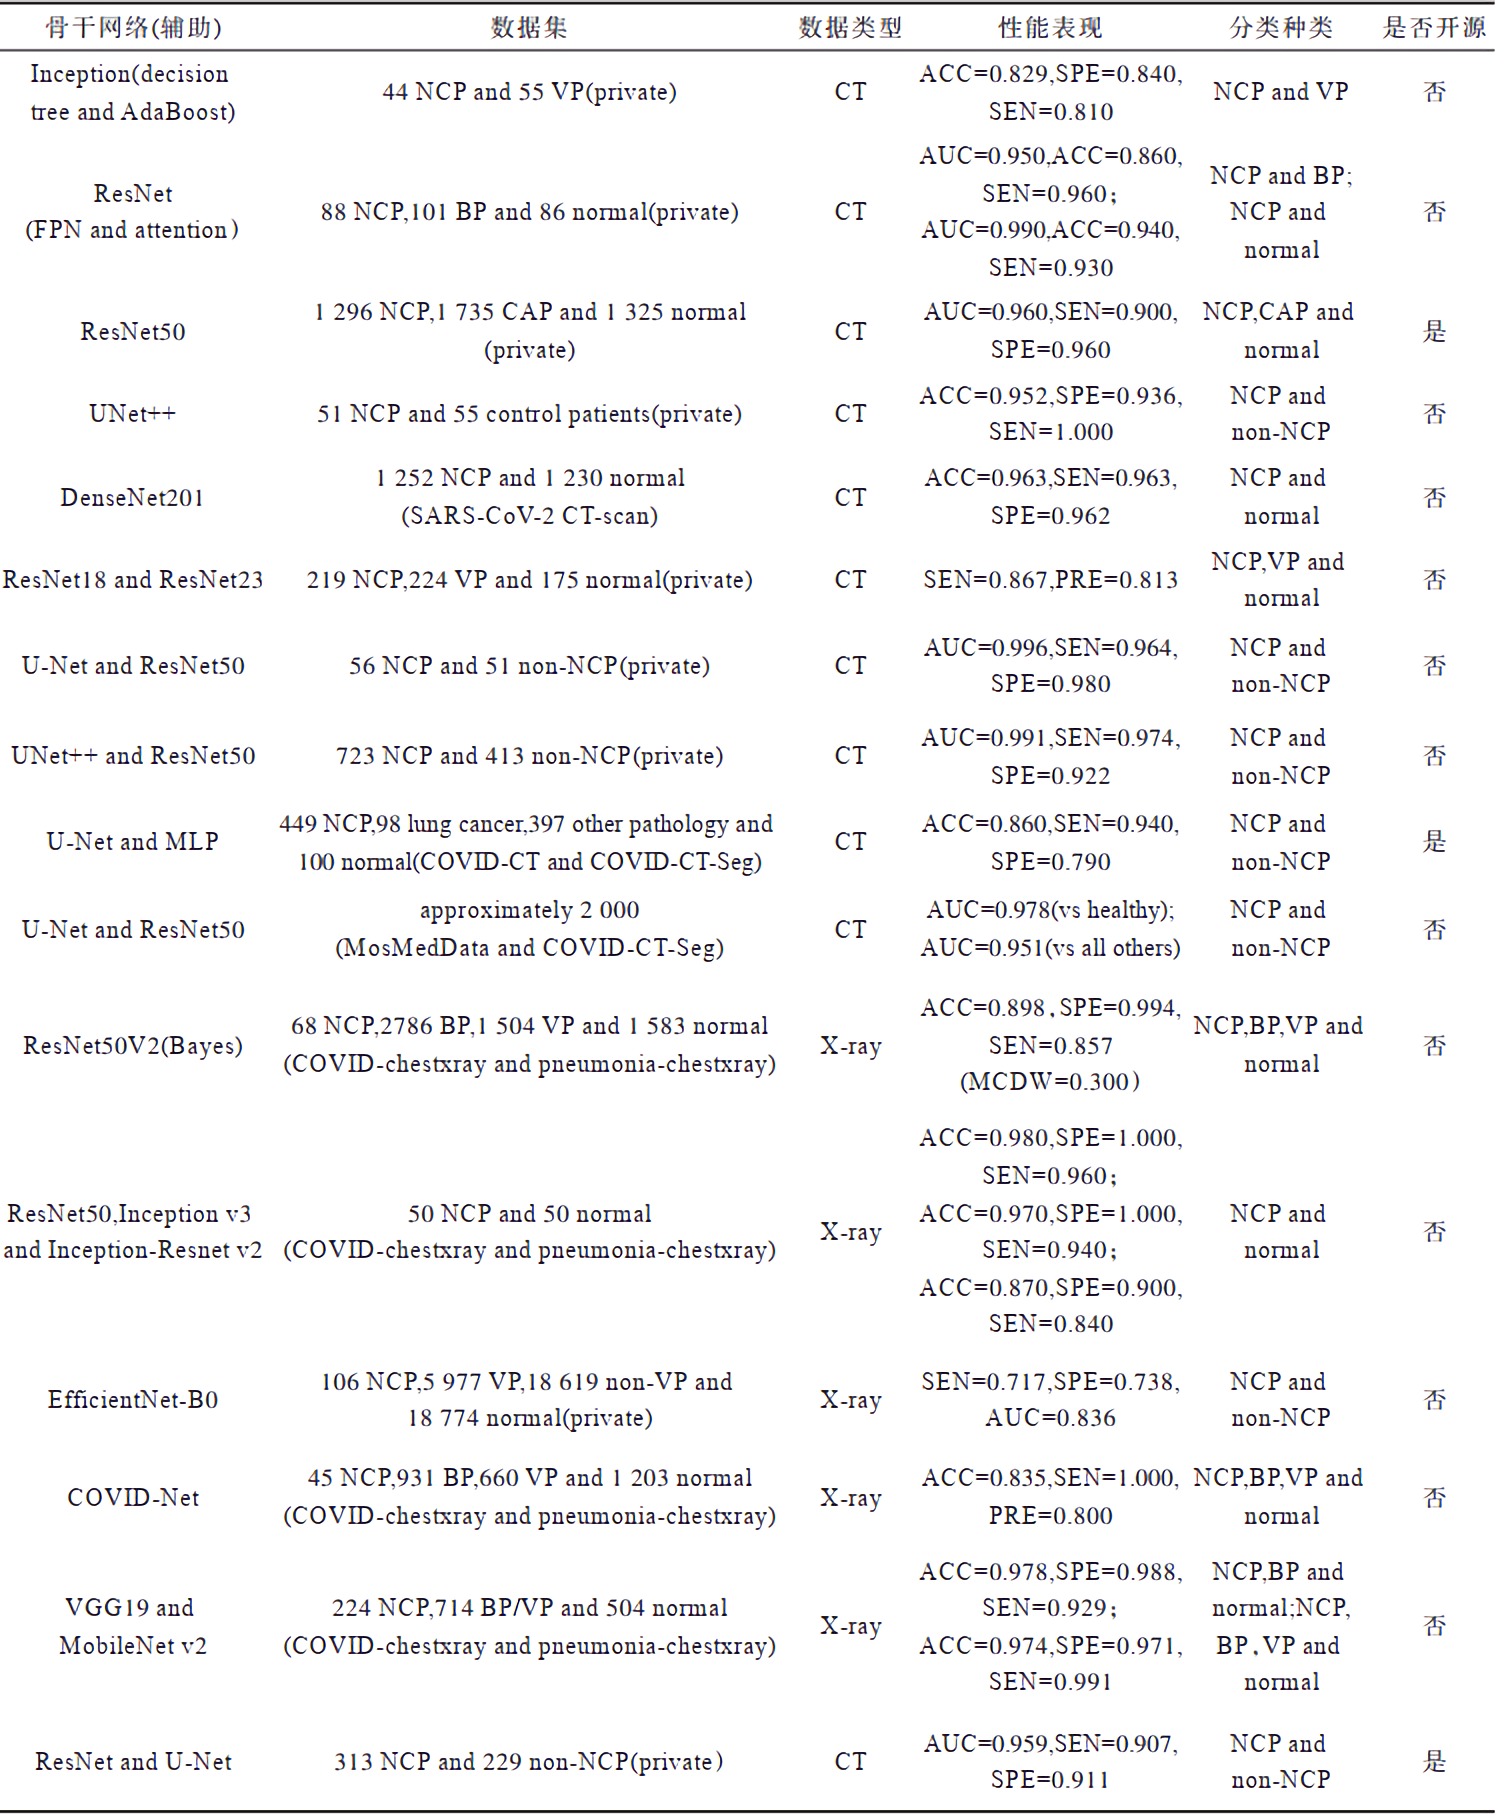 骨干网络(辅助) 数据集 数据类型 性能表现 分类种类 是否开源
Inception(decision
tree and AdaBoost)
44 NCP and 55 VP(private)
CT
ACC=0.829,SPE=0.840,
SEN=0.810
NCP and VP
否
ResNet
(FPN and attention)
88 NCP,101 BP and 86 normal(private)
CT
AUC=0.950,ACC=0.860,
SEN=0.960;
AUC=0.990,ACC=0.940,
SEN=0.930
NCP and BP;
NCP and
normal
否
ResNet50
1 296 NCP,1 735 CAP and 1 325 normal
(private)
CT
AUC=0.960,SEN=0.900,
SPE=0.960
NCP,CAP and
normal
是
UNet++
51 NCP and 55 control patients(private)
CT
ACC=0.952,SPE=0.936,
SEN=1.000
NCP and
non-NCP
否
DenseNet201
1 252 NCP and 1 230 normal
(SARS-CoV-2 CT-scan)
CT
ACC=0.963,SEN=0.963,
SPE=0.962
NCP and
normal
否
ResNet18 and ResNet23
219 NCP,224 VP and 175 normal(private)
CT
SEN=0.867,PRE=0.813
NCP,VP and
normal
否
U-Net and ResNet50
56 NCP and 51 non-NCP(private)
CT
AUC=0.996,SEN=0.964,
SPE=0.980
NCP and
non-NCP
否
UNet++ and ResNet50
723 NCP and 413 non-NCP(private)
CT
AUC=0.991,SEN=0.974,
SPE=0.922
NCP and
non-NCP
否
U-Net and MLP
449 NCP,98 lung cancer,397 other pathology and
100 normal(COVID-CT and COVID-CT-Seg)
CT
ACC=0.860,SEN=0.940,
SPE=0.790
NCP and
non-NCP
是
U-Net and ResNet50
approximately 2 000
(MosMedData and COVID-CT-Seg)
CT
AUC=0.978(vs healthy);
AUC=0.951(vs all others)
NCP and
non-NCP
否
ResNet50V2(Bayes)
68 NCP,2786 BP,1 504 VP and 1 583 normal
(COVID-chestxray and pneumonia-chestxray)
X-ray
ACC=0.898,SPE=0.994,
SEN=0.857
(MCDW=0.300)
NCP,BP,VP and
normal
否
ResNet50,Inception v3
and Inception-Resnet v2
50 NCP and 50 normal
(COVID-chestxray and pneumonia-chestxray)
X-ray
ACC=0.980,SPE=1.000,
SEN=0.960;
ACC=0.970,SPE=1.000,
SEN=0.940;
ACC=0.870,SPE=0.900,
SEN=0.840
NCP and
normal
否
EfficientNet-B0
106 NCP,5 977 VP,18 619 non-VP and
18 774 normal(private)
X-ray
SEN=0.717,SPE=0.738,
AUC=0.836
NCP and
non-NCP
否
COVID-Net
45 NCP,931 BP,660 VP and 1 203 normal
(COVID-chestxray and pneumonia-chestxray)
X-ray
ACC=0.835,SEN=1.000,
PRE=0.800
NCP,BP,VP and
normal
否
VGG19 and
MobileNet v2
224 NCP,714 BP/VP and 504 normal
(COVID-chestxray and pneumonia-chestxray)
X-ray
ACC=0.978,SPE=0.988,
SEN=0.929;
ACC=0.974,SPE=0.971,
SEN=0.991
NCP,BP and
normal;NCP,
BP,VP and
normal
否
ResNet and U-Net
313 NCP and 229 non-NCP(private)
CT
AUC=0.959,SEN=0.907,
SPE=0.911
NCP and
non-NCP
是